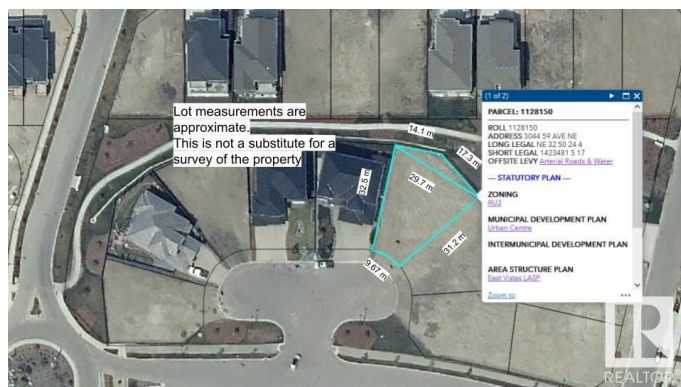 Lot measurements are
approximate.
This is not a substitute for a
survey of the property
14.1 m
17.3 m
32.5 m
29.7 m
31.2 m
9.67 m
(1 of 2)
PARCEL: 1128150
ROLL 1128150
ADDRESS 3044 59 AVE NE
LONG LEGAL NE 32 50 24 4
SHORT LEGAL 1423481 5 17
OFFSITE LEVY Arterial Roads & Water
--- STATUTORY PLAN ---
ZONING
RU3
MUNICIPAL DEVELOPMENT PLAN
Urban Centre
INTERMUNICIPAL DEVELOPMENT PLAN
AREA STRUCTURE PLAN
East Vistas LASP
Zoom to
...
R
REALTOR